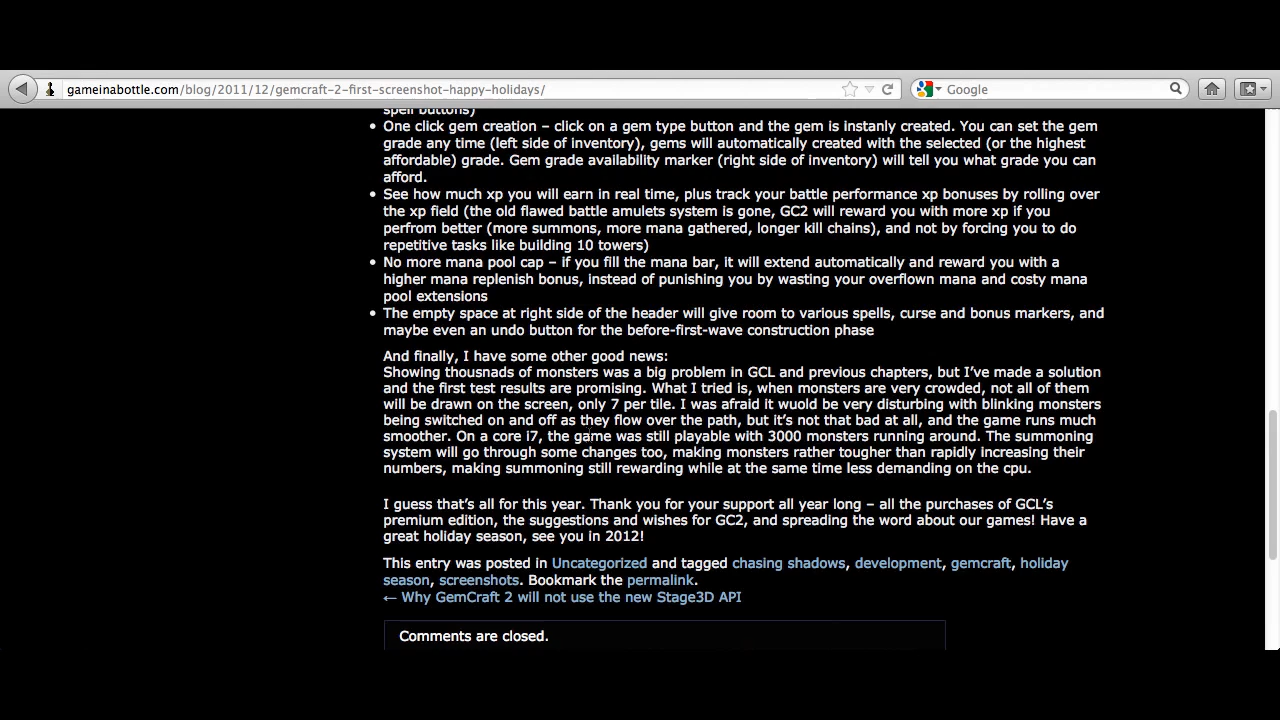 gameinabottle.com/blog/2011/12/gemcraft-2-first-screenshot-happy-holidays/
Google
spell buttons)
• One click gem creation – click on a gem type button and the gem is instanly created. You can set the gem
grade any time (left side of inventory), gems will automatically created with the selected (or the highest
affordable) grade. Gem grade availability marker (right side of inventory) will tell you what grade you can
afford.
• See how much xp you will earn in real time, plus track your battle performance xp bonuses by rolling over
the xp field (the old flawed battle amulets system is gone, GC2 will reward you with more xp if you
perfrom better (more summons, more mana gathered, longer kill chains), and not by forcing you to do
repetitive tasks like building 10 towers)
• No more mana pool cap – if you fill the mana bar, it will extend automatically and reward you with a
higher mana replenish bonus, instead of punishing you by wasting your overflown mana and costy mana
pool extensions
• The empty space at right side of the header will give room to various spells, curse and bonus markers, and
maybe even an undo button for the before-first-wave construction phase
And finally, I have some other good news:
Showing thousnads of monsters was a big problem in GCL and previous chapters, but I've made a solution
and the first test results are promising. What I tried is, when monsters are very crowded, not all of them
will be drawn on the screen, only 7 per tile. I was afraid it wuold be very disturbing with blinking monsters
being switched on and off as they flow over the path, but it's not that bad at all, and the game runs much
smoother. On a core i7, the game was still playable with 3000 monsters running around. The summoning
system will go through some changes too, making monsters rather tougher than rapidly increasing their
numbers, making summoning still rewarding while at the same time less demanding on the cpu.
I guess that's all for this year. Thank you for your support all year long – all the purchases of GCL's
premium edition, the suggestions and wishes for GC2, and spreading the word about our games! Have a
great holiday season, see you in 2012!
This entry was posted in Uncategorized and tagged chasing shadows, development, gemcraft, holiday
season, screenshots. Bookmark the permalink.
← Why GemCraft 2 will not use the new Stage3D API
Comments are closed.